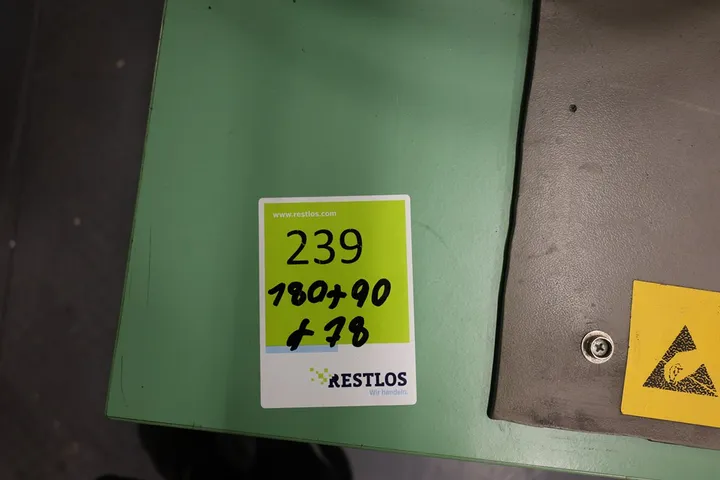 www.restlos.com
239
180+90
+78
RESTLOS
Wir handeln.